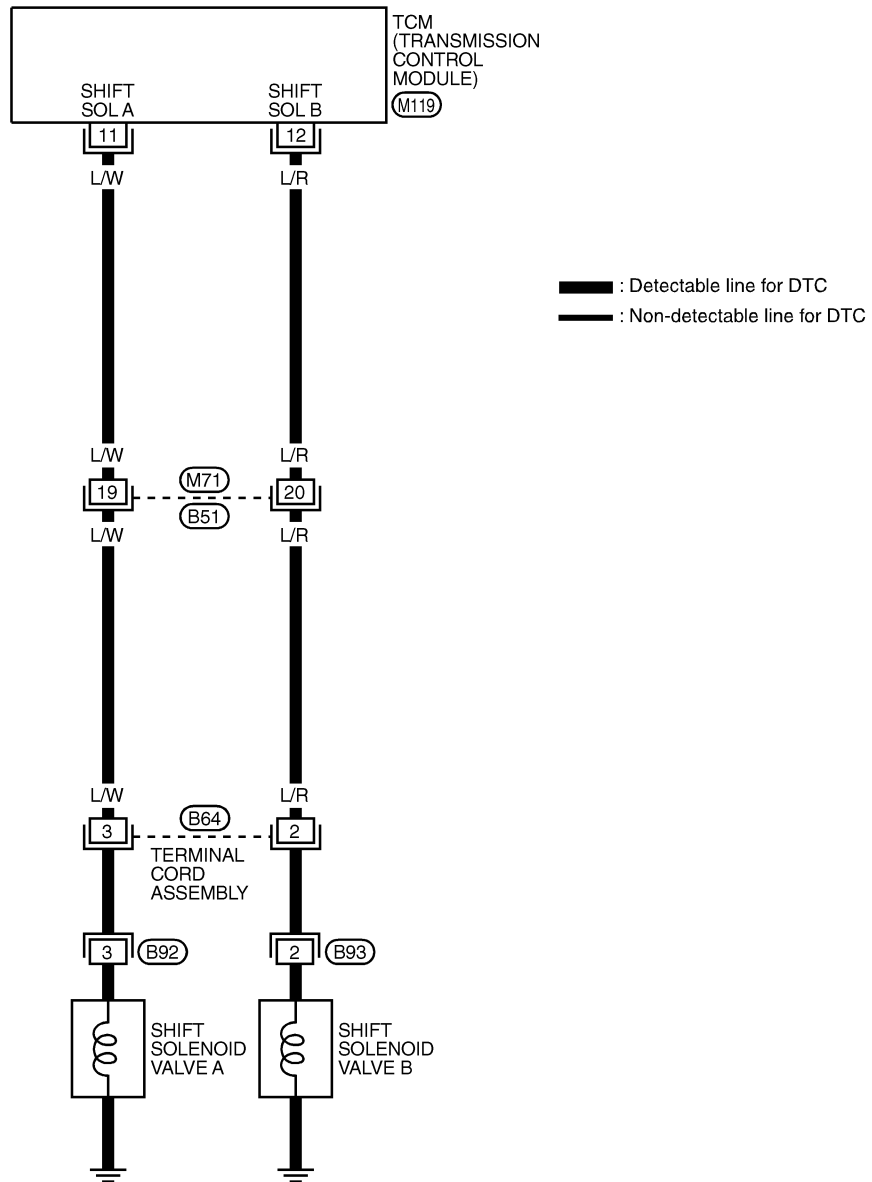 TCM
(TRANSMISSION
CONTROL
MODULE)
M119
SHIFT
SOL A
SHIFT
SOL B
11
12
L/W
L/R
: Detectable line for DTC
: Non-detectable line for DTC
L/W
L/R
M71
19
20
B51
L/W
L/R
L/W
L/R
B64
3
2
TERMINAL
CORD
ASSEMBLY
3
B92
2
B93
SHIFT
SOLENOID
VALVE A
SHIFT
SOLENOID
VALVE B